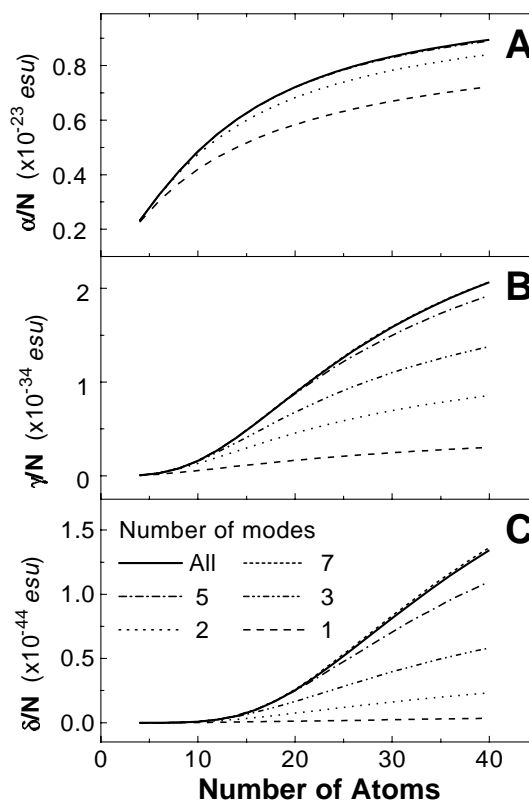 A
0.8
0.6
0.4
0.2
α/N (x10⁻²³ esu)
B
2
1
0
γ/N (x10⁻³⁴ esu)
C
Number of modes
All 7
5 3
2 1
1.5
1.0
0.5
0.0
δ/N (x10⁻⁴⁴ esu)
0 10 20 30 40
Number of Atoms